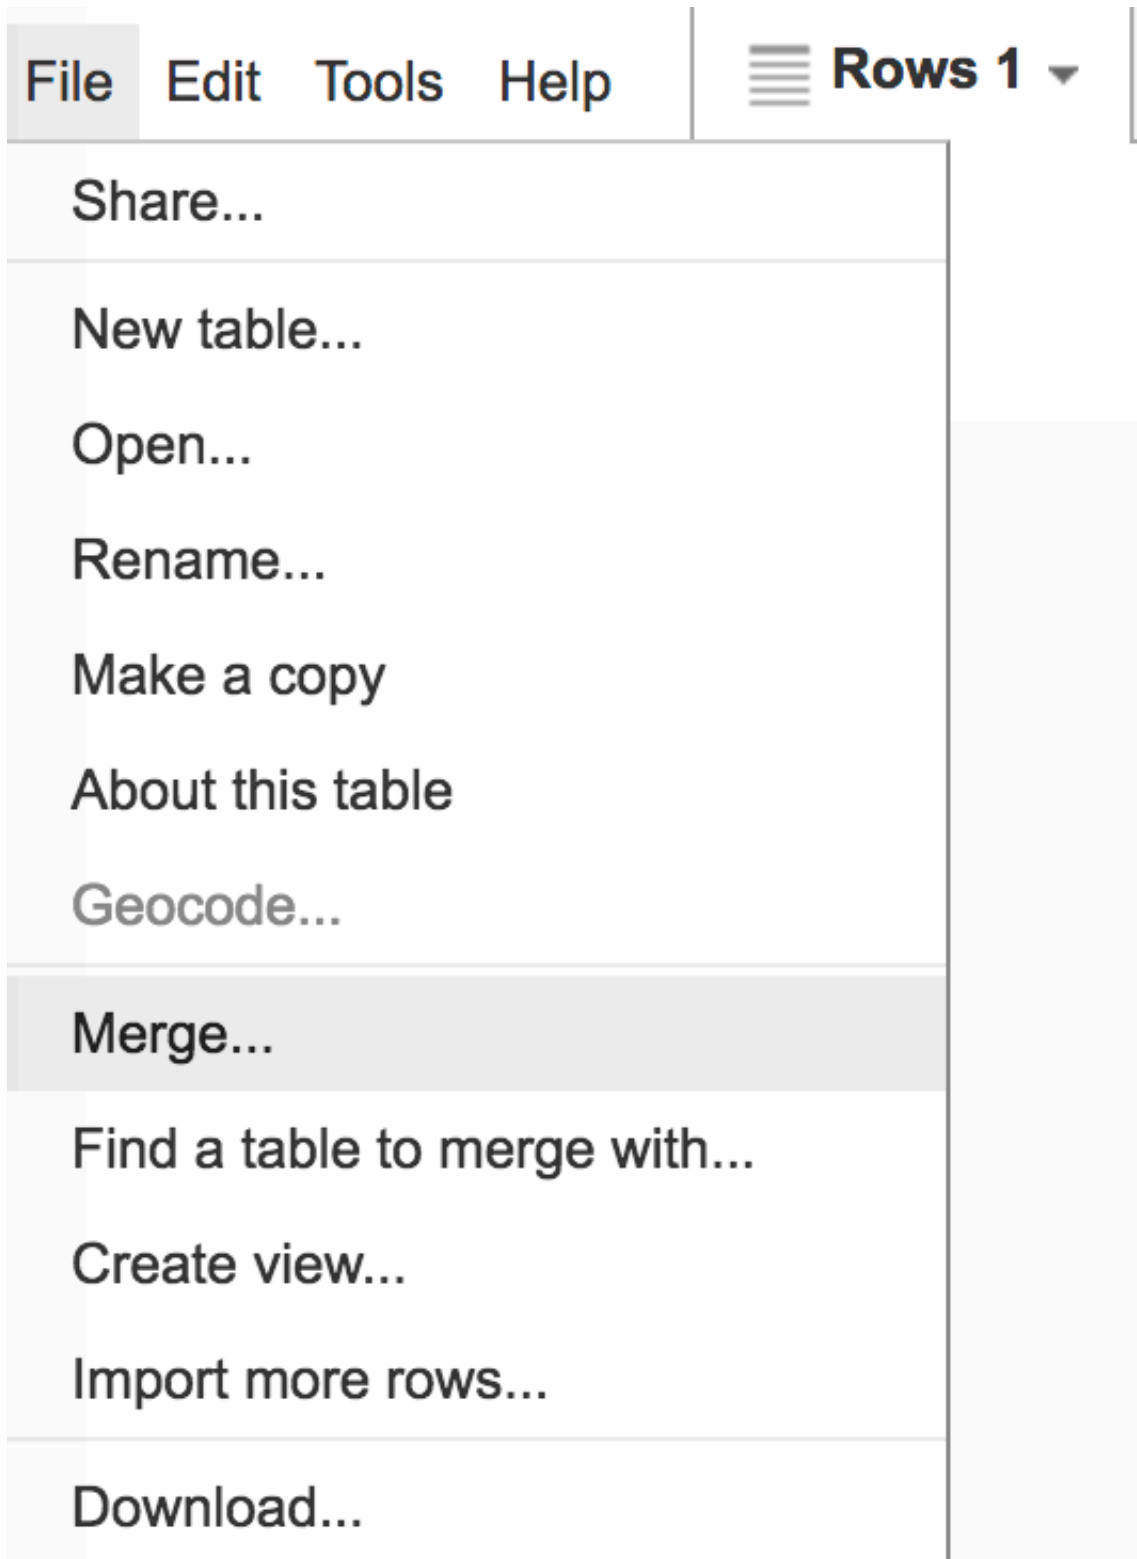 File Edit Tools Help Rows 1
Share...
New table...
Open...
Rename...
Make a copy
About this table
Geocode...
Merge...
Find a table to merge with...
Create view...
Import more rows...
Download...